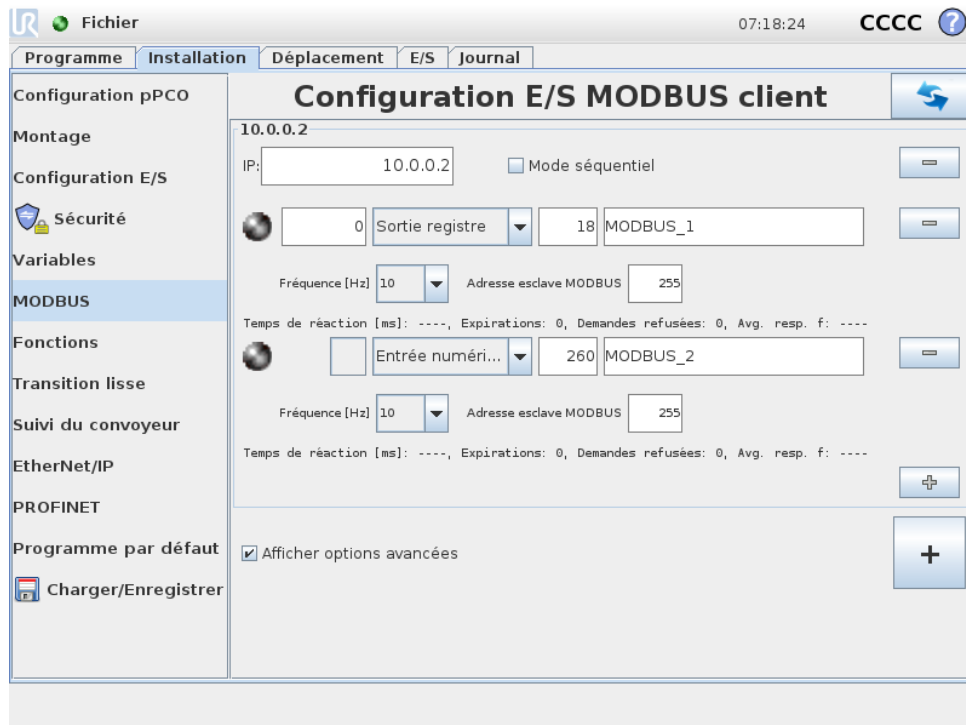 UR Fichier 07:18:24 CCCC ?
Programme Installation Déplacement E/S Journal
Configuration pPCO
Montage
Configuration E/S
Sécurité
Variables
MODBUS
Fonctions
Transition lisse
Suivi du convoyeur
EtherNet/IP
PROFINET
Programme par défaut
Charger/Enregistrer
Configuration E/S MODBUS client
10.0.0.2
IP: 10.0.0.2 Mode séquentiel
0 Sortie registre 18 MODBUS_1
Fréquence [Hz] 10 Adresse esclave MODBUS 255
Temps de réaction [ms]: ----, Expirations: 0, Demandes refusées: 0, Avg. resp. f: ----
Entrée numéri... 260 MODBUS_2
Fréquence [Hz] 10 Adresse esclave MODBUS 255
Temps de réaction [ms]: ----, Expirations: 0, Demandes refusées: 0, Avg. resp. f: ----
Afficher options avancées